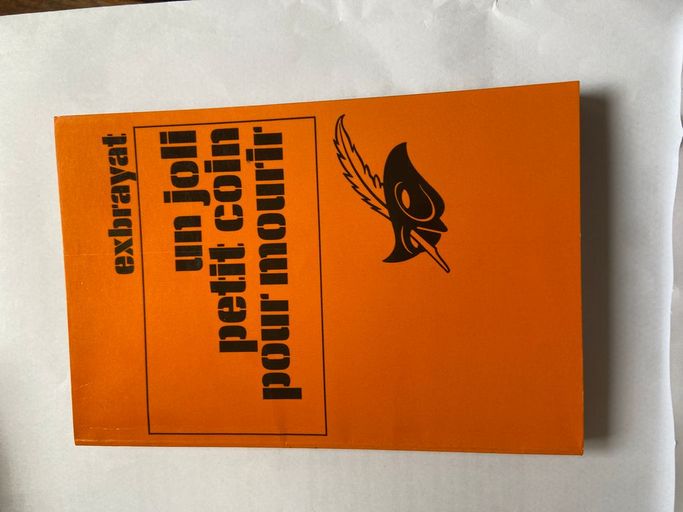 exbrayat
un joli
petit coin
pour mourir